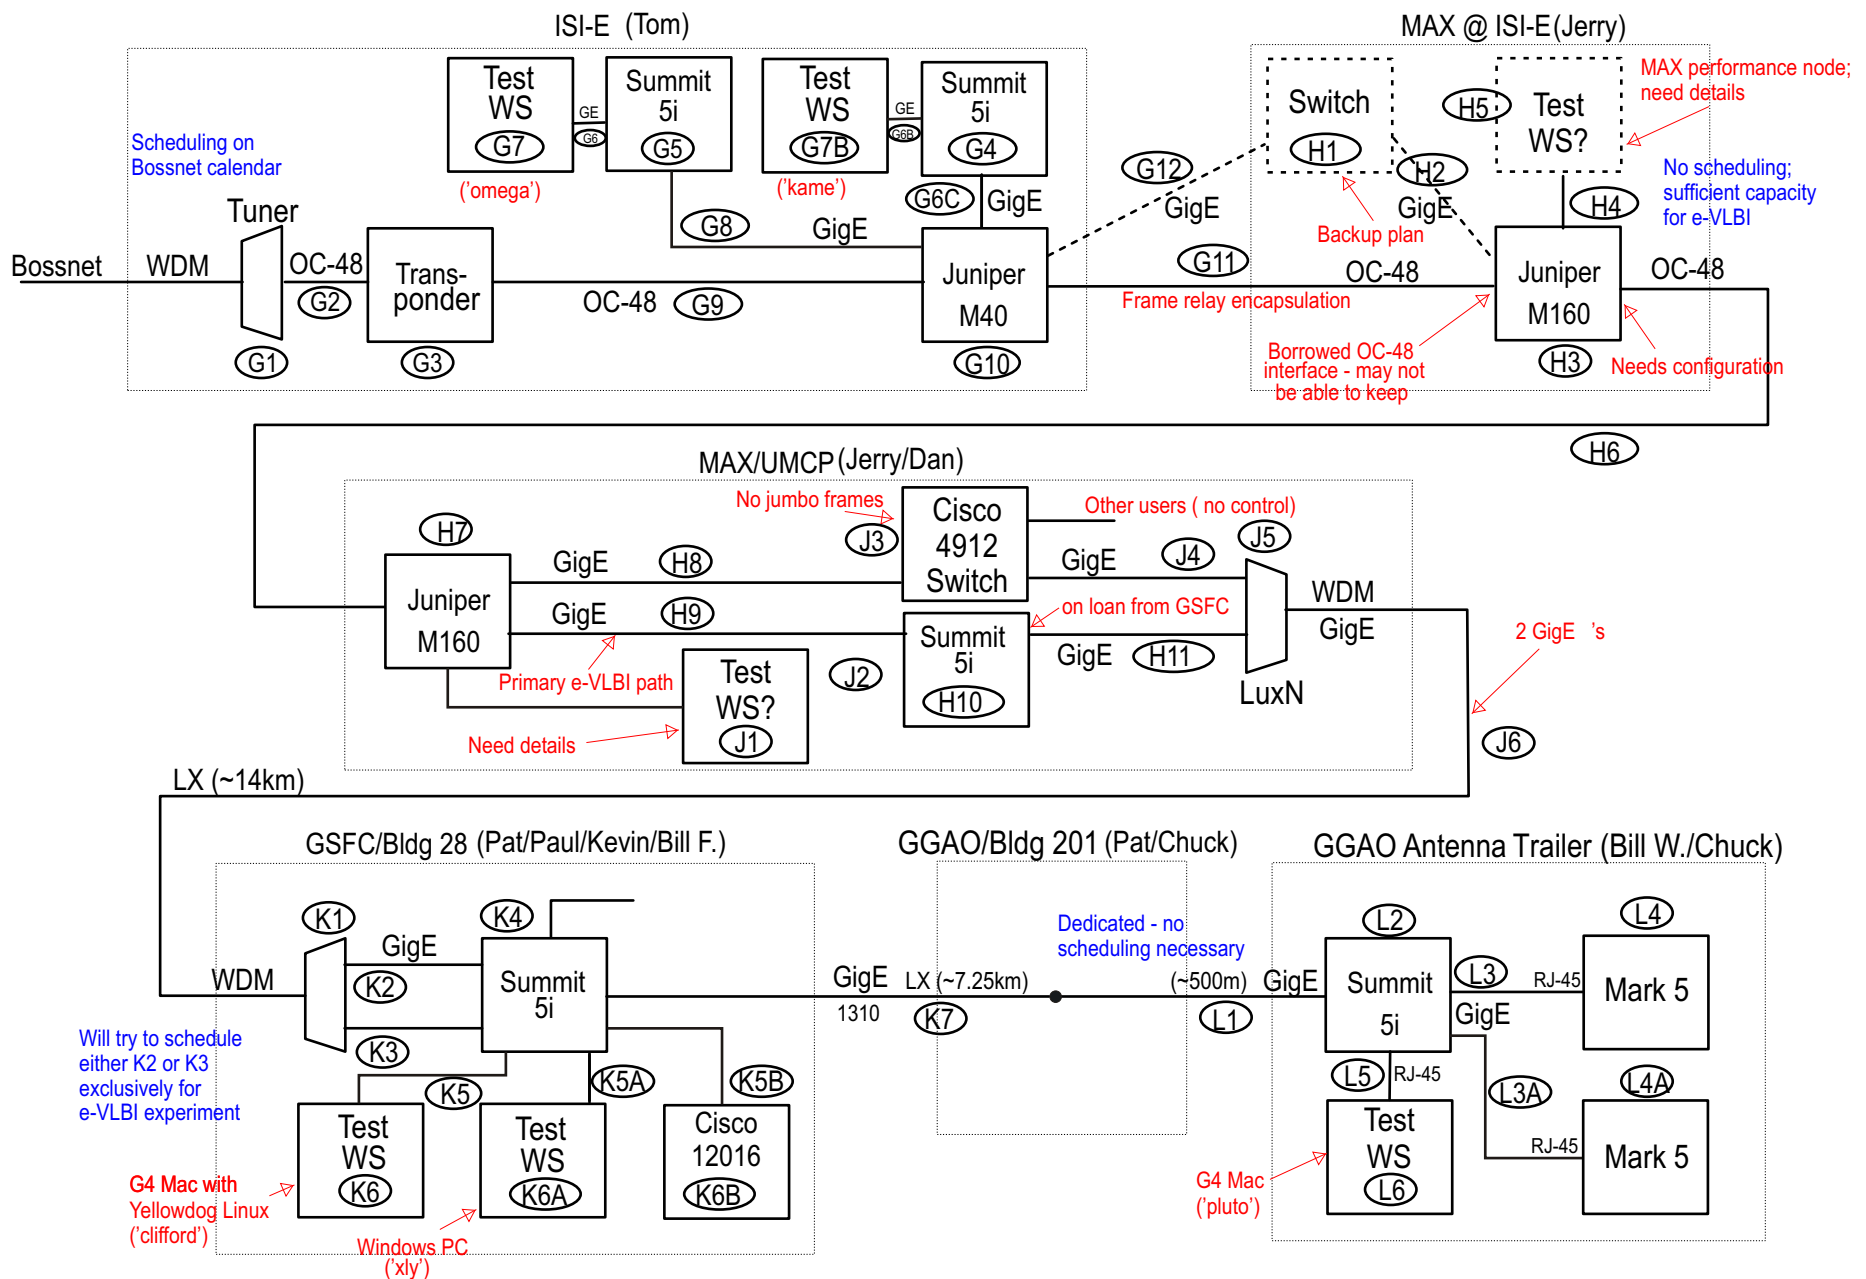 ISI-E (Tom)
MAX @ ISI-E(Jerry)
Test
WS
G7
GE
G6
Summit
5i
G5
Test
WS
G7B
GE
G6B
Summit
5i
G4
('omega')
('kame')
G6C
GigE
G8
GigE
Scheduling on
Bossnet calendar
Tuner
Bossnet
WDM
G1
OC-48
G2
Trans-
ponder
G3
OC-48
G9
Juniper
M40
G10
G12
GigE
G11
OC-48
Frame relay encapsulation
Switch
H1
H2
GigE
Backup plan
H5
Test
WS?
H4
MAX performance node;
need details
No scheduling;
sufficient capacity
for e-VLBI
Juniper
M160
H3
OC-48
Borrowed OC-48
interface - may not
be able to keep
Needs configuration
H6
MAX/UMCP (Jerry/Dan)
No jumbo frames
J3
Cisco
4912
Switch
Other users ( no control)
H7
Juniper
M160
GigE
H8
GigE
H9
Primary e-VLBI path
J2
Summit
5i
H10
on loan from GSFC
GigE
J4
J5
GigE
H11
LuxN
WDM
GigE
2 GigE 's
J6
Test
WS?
J1
Need details
LX (~14km)
GSFC/Bldg 28 (Pat/Paul/Kevin/Bill F.)
GGAO/Bldg 201 (Pat/Chuck)
GGAO Antenna Trailer (Bill W./Chuck)
K1
WDM
GigE
K2
K3
K4
Summit
5i
Will try to schedule
either K2 or K3
exclusively for
e-VLBI experiment
K5
K5A
K5B
Test
WS
K6
Test
WS
K6A
Cisco
12016
K6B
G4 Mac with
Yellowdog Linux
('clifford')
Windows PC
('xly')
GigE
1310
LX (~7.25km)
K7
Dedicated - no
scheduling necessary
(~500m)
L1
GigE
L2
Summit
5i
L3
RJ-45
GigE
L4
Mark 5
L5
RJ-45
L3A
RJ-45
L4A
Mark 5
Test
WS
L6
G4 Mac
('pluto')